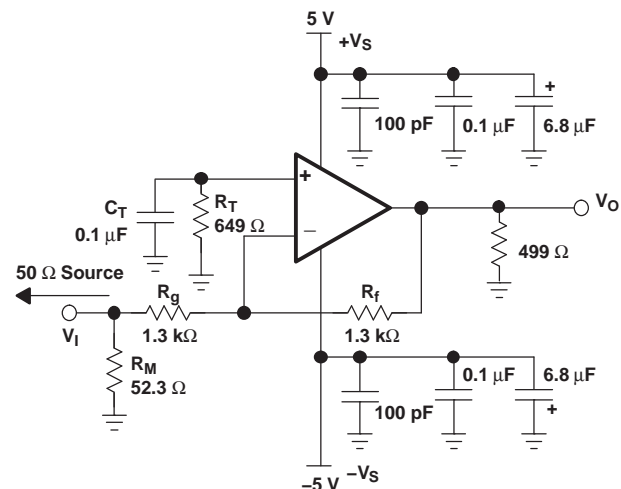 5 V
+VS
+
100 pF
0.1 µF
6.8 µF
+
CT
0.1 µF
RT
649 Ω
−
VO
499 Ω
50 Ω Source
Rg
1.3 kΩ
Rf
1.3 kΩ
VI
RM
52.3 Ω
0.1 µF
6.8 µF
100 pF
+
−5 V
−VS